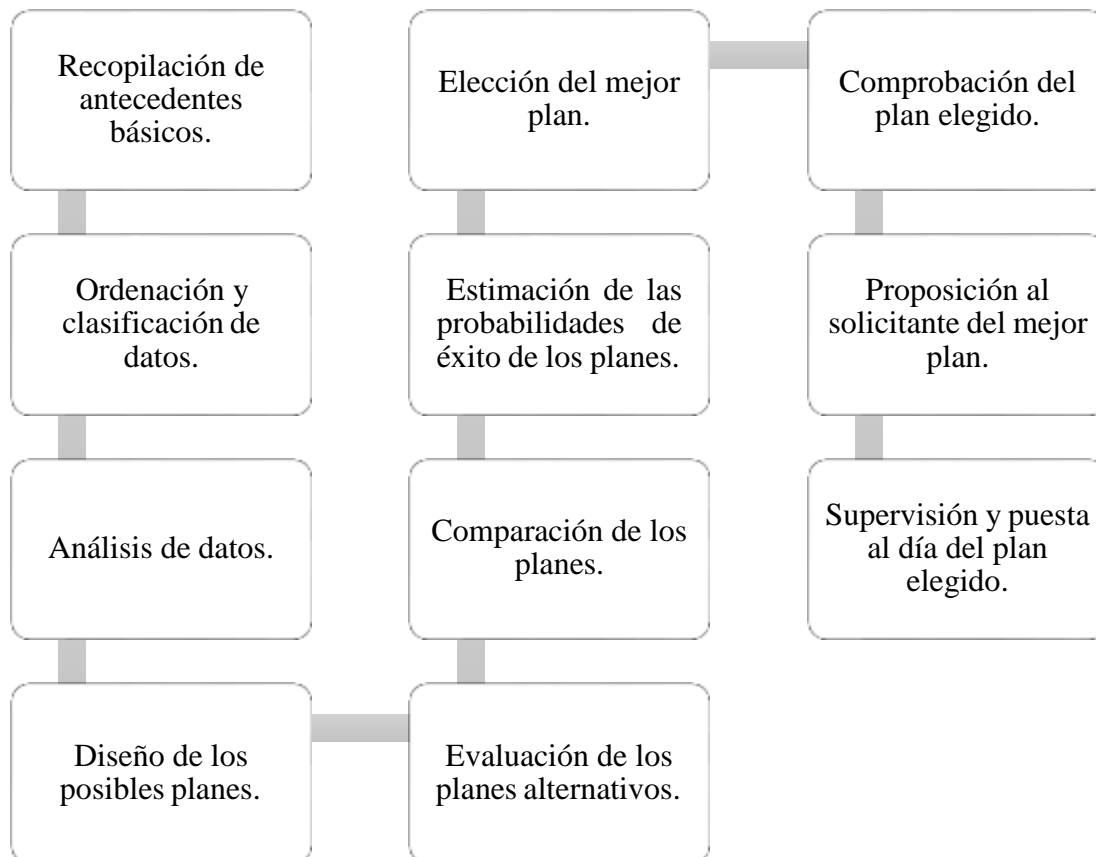 Recopilación de
antecedentes
básicos.
Ordenación y
clasificación de
datos.
Análisis de datos.
Diseño de los
posibles planes.
Evaluación de los
planes alternativos.
Comparación de los
planes.
Estimación de las
probabilidades de
éxito de los planes.
Elección del mejor
plan.
Comprobación del
plan elegido.
Proposición al
solicitante del mejor
plan.
Supervisión y puesta
al día del plan
elegido.